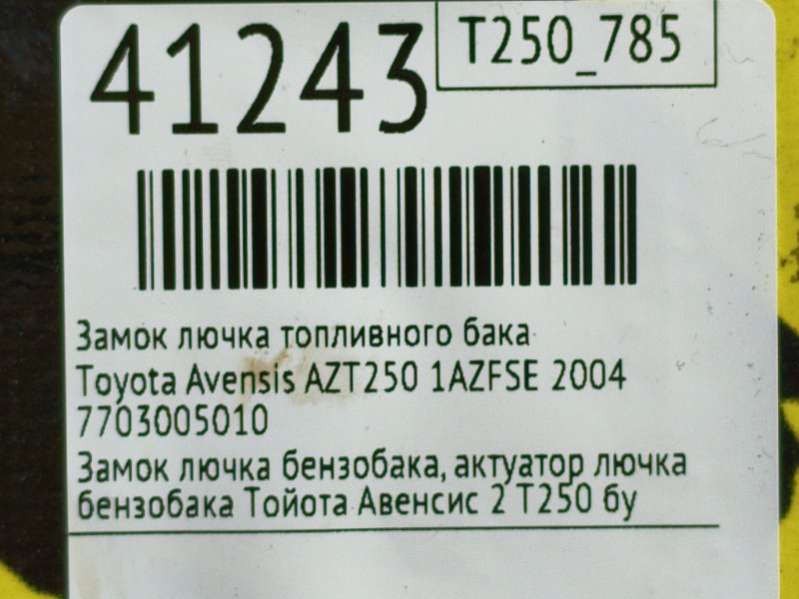 41243
T250_785
Замок лючка топливного бака
Toyota Avensis AZT250 1AZFSE 2004
7703005010
Замок лючка бензобака, актуатор лючка
бензобака Тойота Авенсис 2 Т250 бу